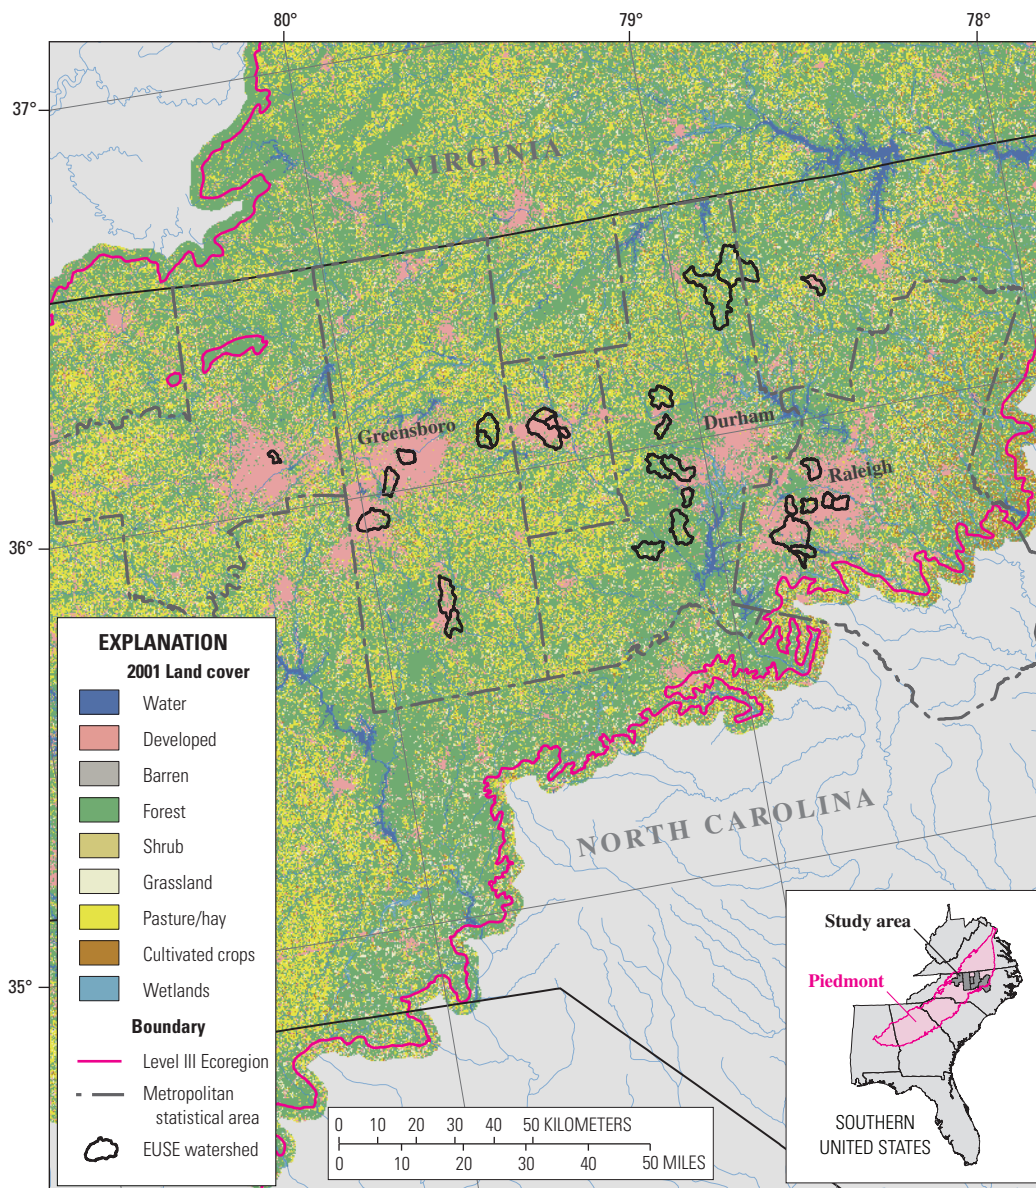 80°
79°
78°
37°
VIRGINIA
Greensboro
Durham
Raleigh
36°
EXPLANATION
2001 Land cover
Water
Developed
Barren
Forest
Shrub
Grassland
Pasture/hay
Cultivated crops
Wetlands
Boundary
Level III Ecoregion
Metropolitan
statistical area
EUSE watershed
NORTH CAROLINA
35°
0 10 20 30 40 50 KILOMETERS
0 10 20 30 40 50 MILES
Study area
Piedmont
SOUTHERN
UNITED STATES